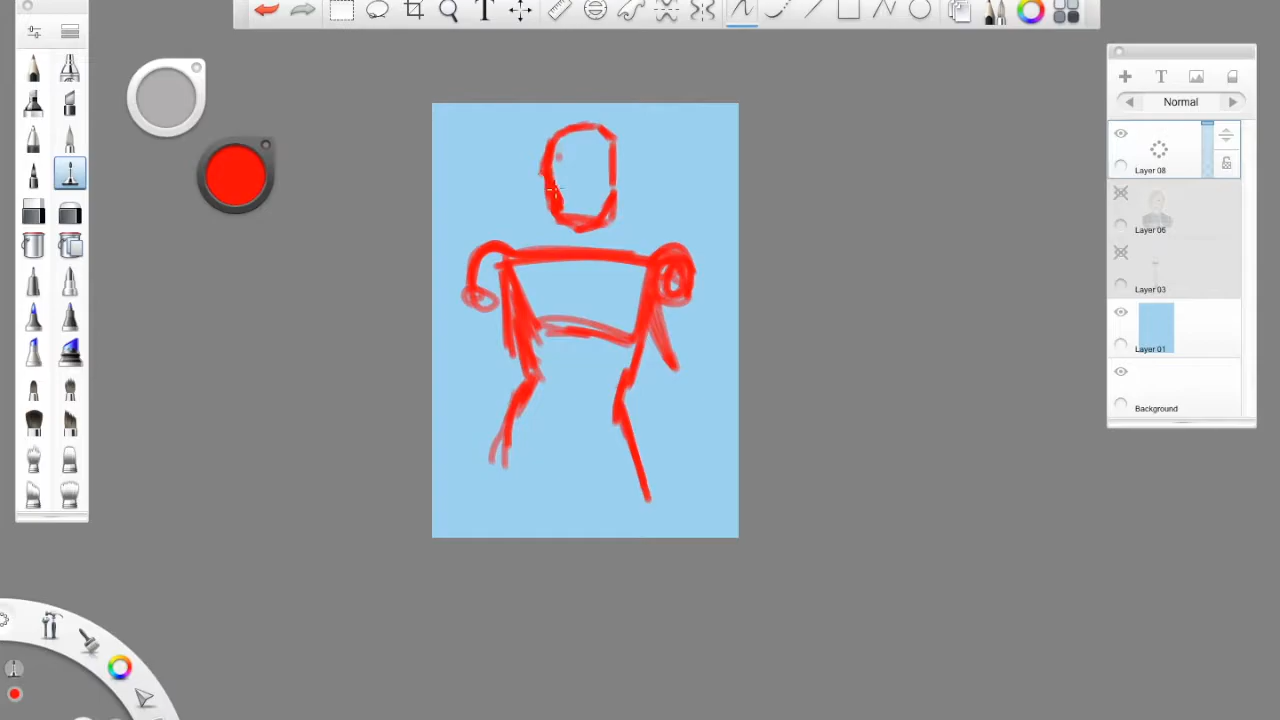 T
T
Normal
Layer 08
Layer 06
Layer 03
Layer 01
Background